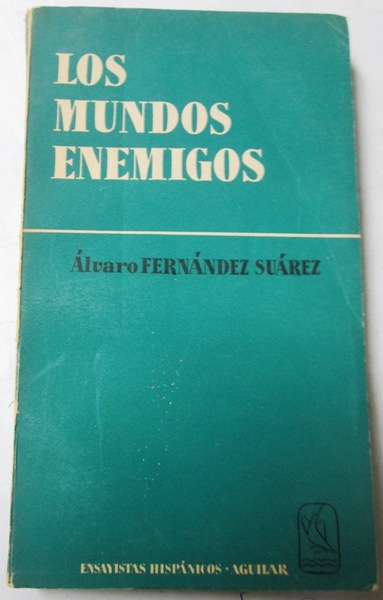 LOS
MUNDOS
ENEMIGOS
Álvaro FERNÁNDEZ SUÁREZ
ENSAYISTAS HISPÁNICOS · AGUILAR